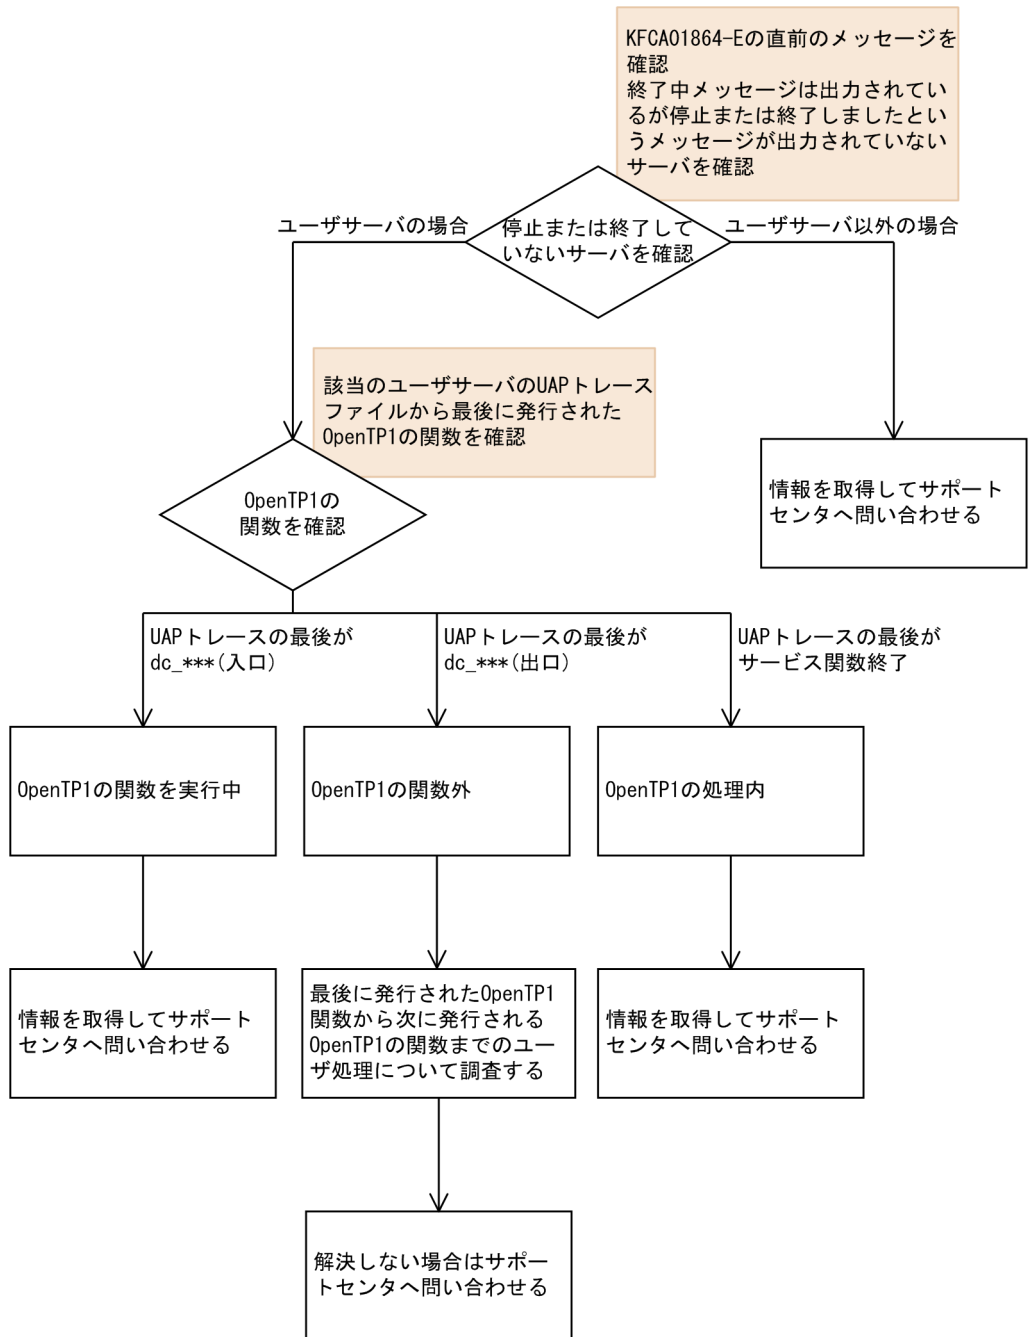 KFCA01864-Eの直前のメッセージを
確認
終了中メッセージは出力されてい
るが停止または終了しましたとい
うメッセージが出力されていない
サーバを確認
ユーザサーバの場合
停止または終了して
いないサーバを確認
ユーザサーバ以外の場合
該当のユーザサーバのUAPトレース
ファイルから最後に発行された
OpenTP1の関数を確認
OpenTP1の
関数を確認
情報を取得してサポート
センタへ問い合わせる
UAPトレースの最後が
dc_***(入口)
UAPトレースの最後が
dc_***(出口)
UAPトレースの最後が
サービス関数終了
OpenTP1の関数を実行中
OpenTP1の関数外
OpenTP1の処理内
情報を取得してサポート
センタへ問い合わせる
最後に発行されたOpenTP1
関数から次に発行される
OpenTP1の関数までのユー
ザ処理について調査する
情報を取得してサポート
センタへ問い合わせる
解決しない場合はサポー
トセンタへ問い合わせる